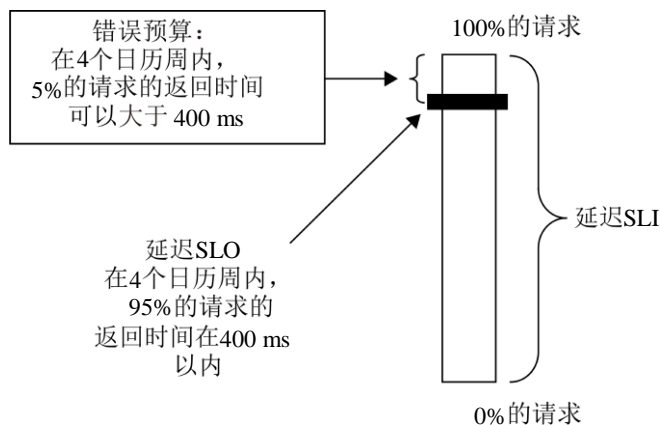 错误预算：
在4个日历周内，
5%的请求的返回时间
可以大于 400 ms
100%的请求
延迟SLI
延迟SLO
在4个日历周内，
95%的请求的
返回时间在400 ms
以内
0%的请求